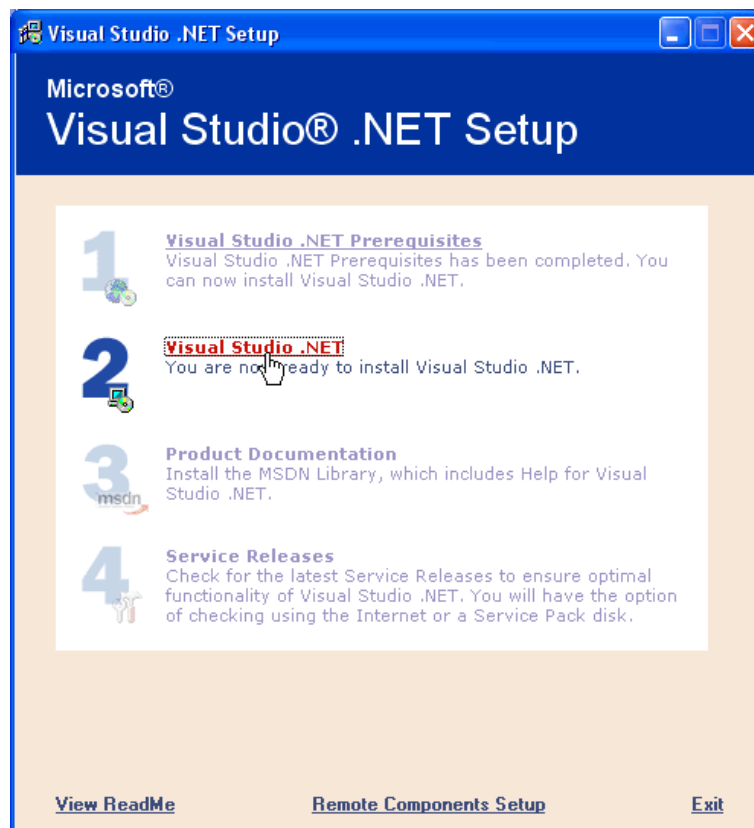 Visual Studio .NET Setup
Microsoft®
Visual Studio® .NET Setup
1
Visual Studio .NET Prerequisites
Visual Studio .NET Prerequisites has been completed. You
can now install Visual Studio .NET.
2
Visual Studio .NET
You are now ready to install Visual Studio .NET.
3
msdn
Product Documentation
Install the MSDN Library, which includes Help for Visual
Studio .NET.
4
Service Releases
Check for the latest Service Releases to ensure optimal
functionality of Visual Studio .NET. You will have the option
of checking using the Internet or a Service Pack disk.
View ReadMe Remote Components Setup Exit